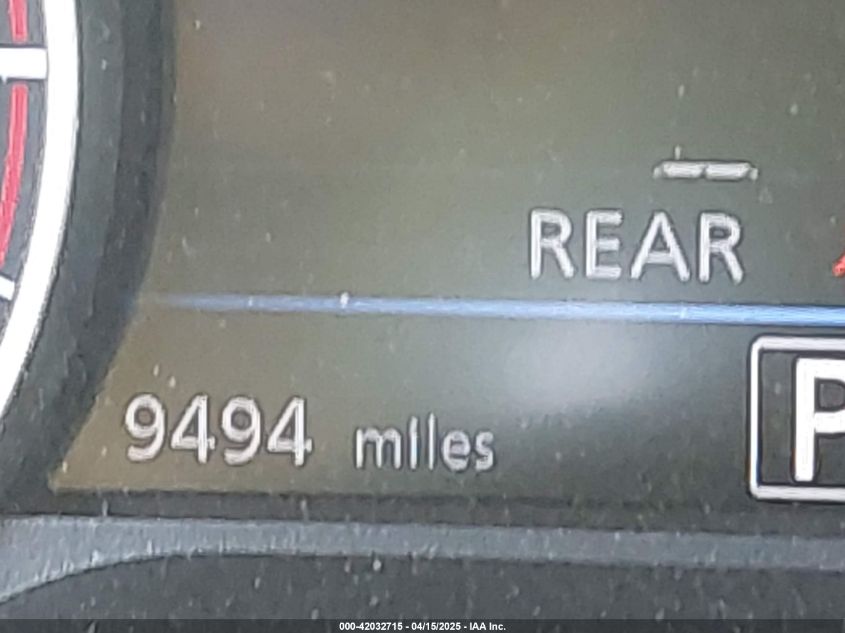 REAR
P
9494 miles
000-42032715 - 04/15/2025 - IAA Inc.